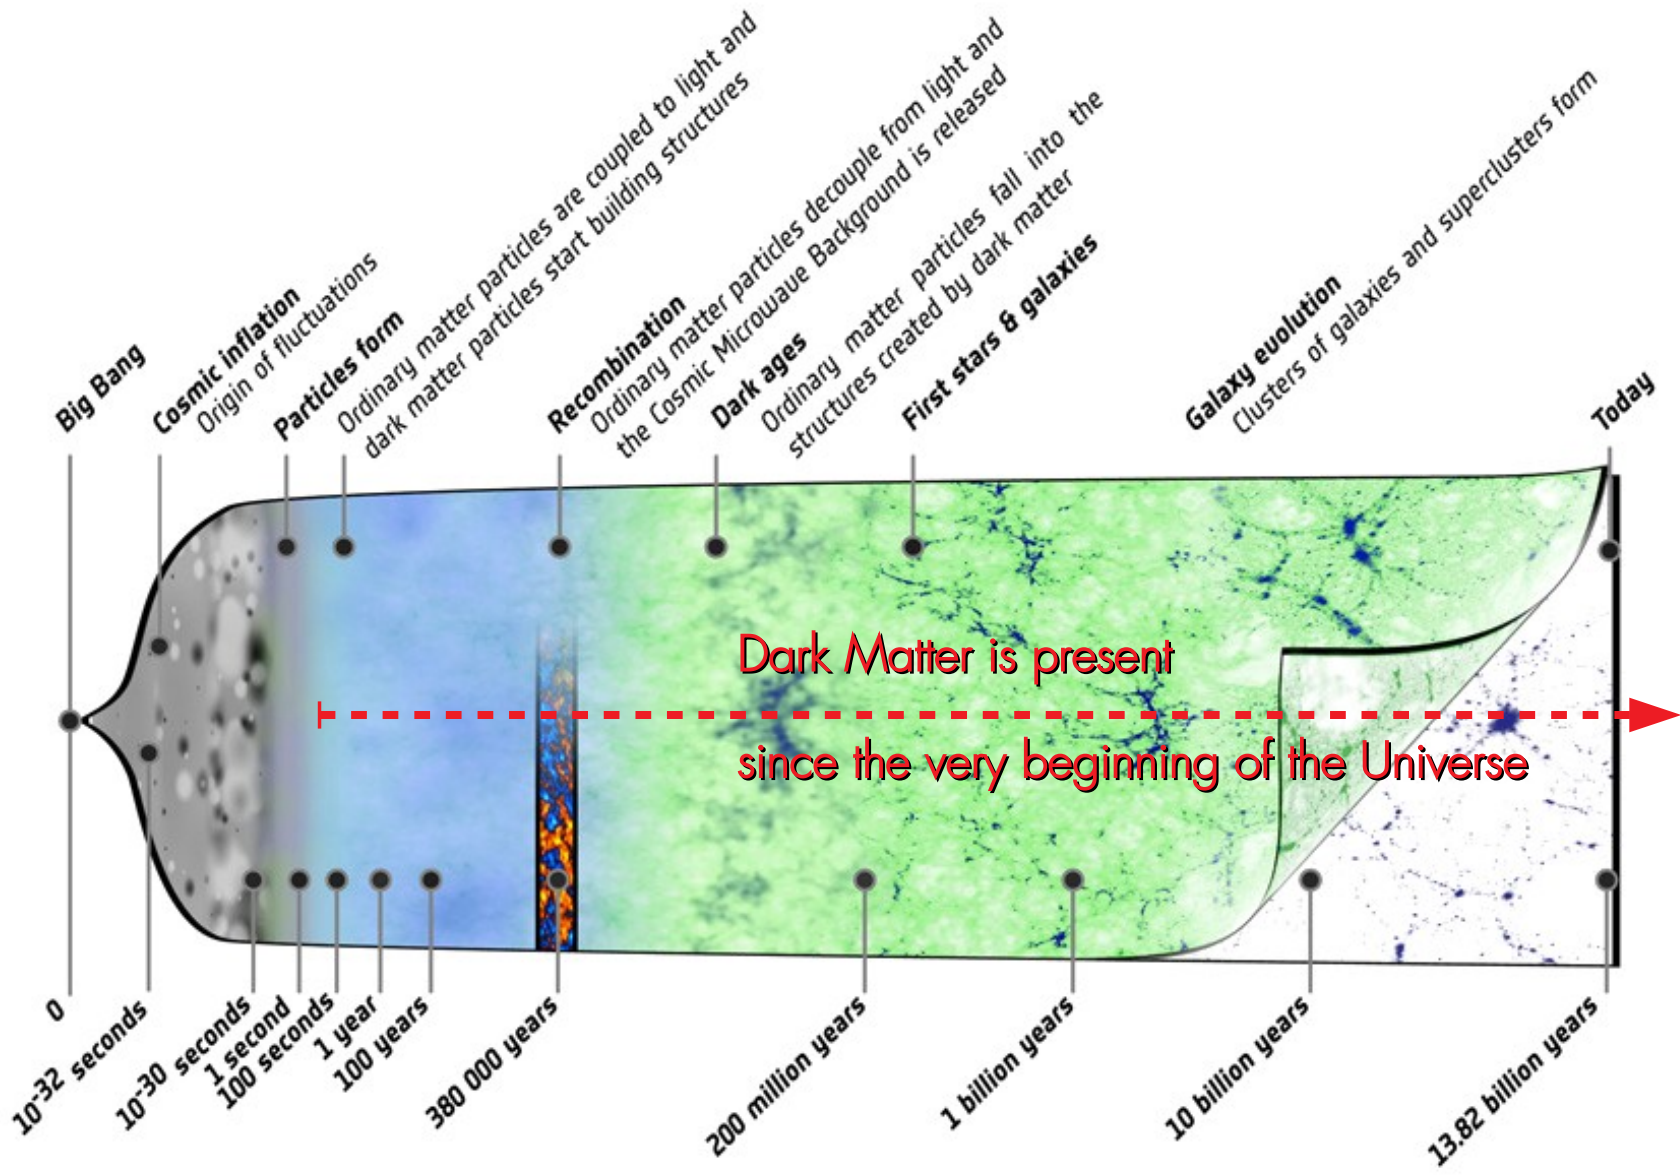 Big Bang
Cosmic inflation
Origin of fluctuations
Particles form
Ordinary matter particles are coupled to light and
dark matter particles start building structures
Recombination
Ordinary matter particles decouple from light and
the Cosmic Microwave Background is released
Dark ages
Ordinary matter particles fall into the
structures created by dark matter
First stars & galaxies
Galaxy evolution
Clusters of galaxies and superclusters form
Today
Dark Matter is present
since the very beginning of the Universe
0
10-32 seconds
10-30 seconds
1 second
100 seconds
1 year
100 years
380 000 years
200 million years
1 billion years
10 billion years
13.82 billion years